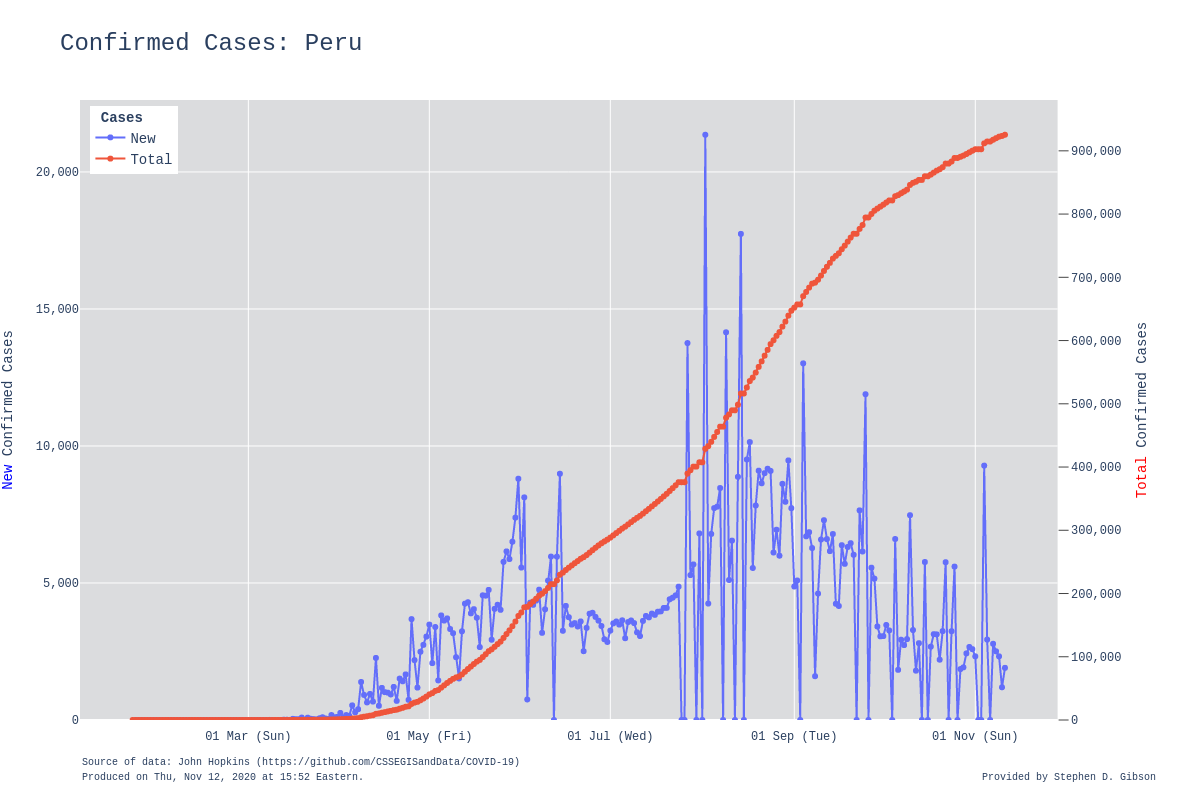 Confirmed Cases: Peru
Cases
New
Total
20,000
15,000
10,000
5,000
0
New Confirmed Cases
900,000
800,000
700,000
600,000
500,000
400,000
300,000
200,000
100,000
0
Total Confirmed Cases
01 Mar (Sun)
01 May (Fri)
01 Jul (Wed)
01 Sep (Tue)
01 Nov (Sun)
Source of data: John Hopkins (https://github.com/CSSEGISandData/COVID-19)
Produced on Thu, Nov 12, 2020 at 15:52 Eastern.
Provided by Stephen D. Gibson